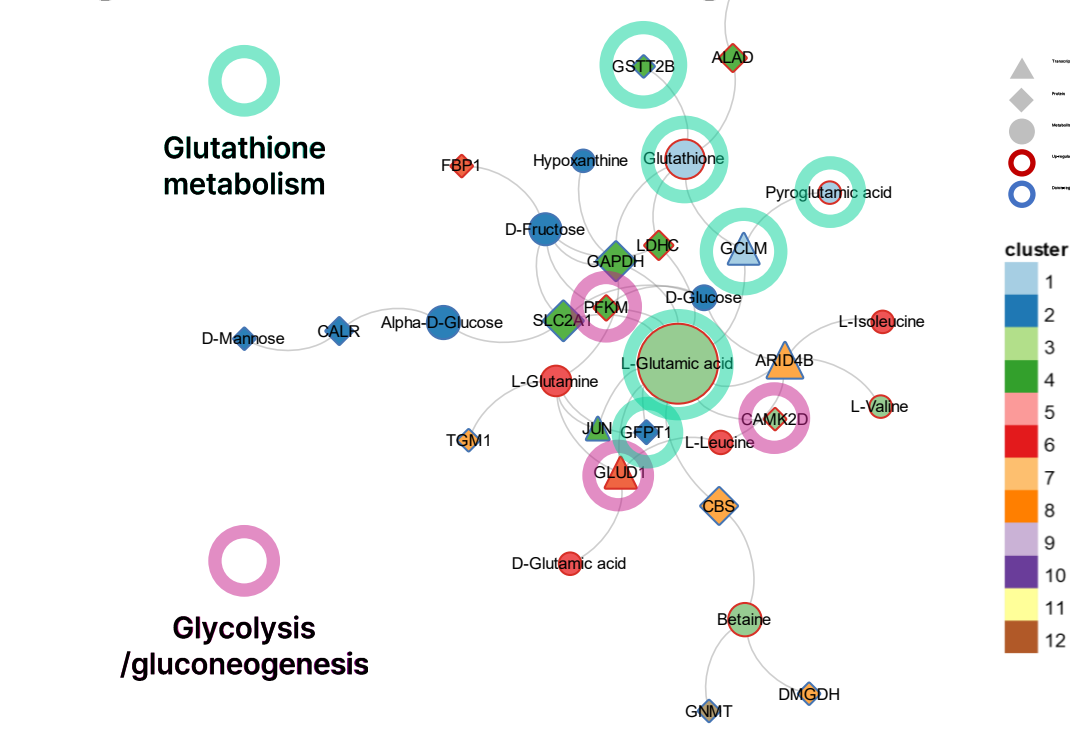 GSTT2B
ALAD
Glutathione
metabolism
FBP1
Hypoxanthine
Glutathione
Pyroglutamic acid
D-Fructose
LDHC
GCLM
GAPDH
D-Glucose
PFKM
SLC2A1
Alpha-D-Glucose
CALR
D-Mannose
L-Isoleucine
L-Glutamic acid
ARID4B
L-Glutamine
L-Valine
CAMK2D
JUN
GFPT1
L-Leucine
TGM1
GLUD1
CBS
D-Glutamic acid
Glycolysis
/gluconeogenesis
Betaine
DMGDH
GNMT
Protein
cluster
1
2
3
4
5
6
7
8
9
10
11
12